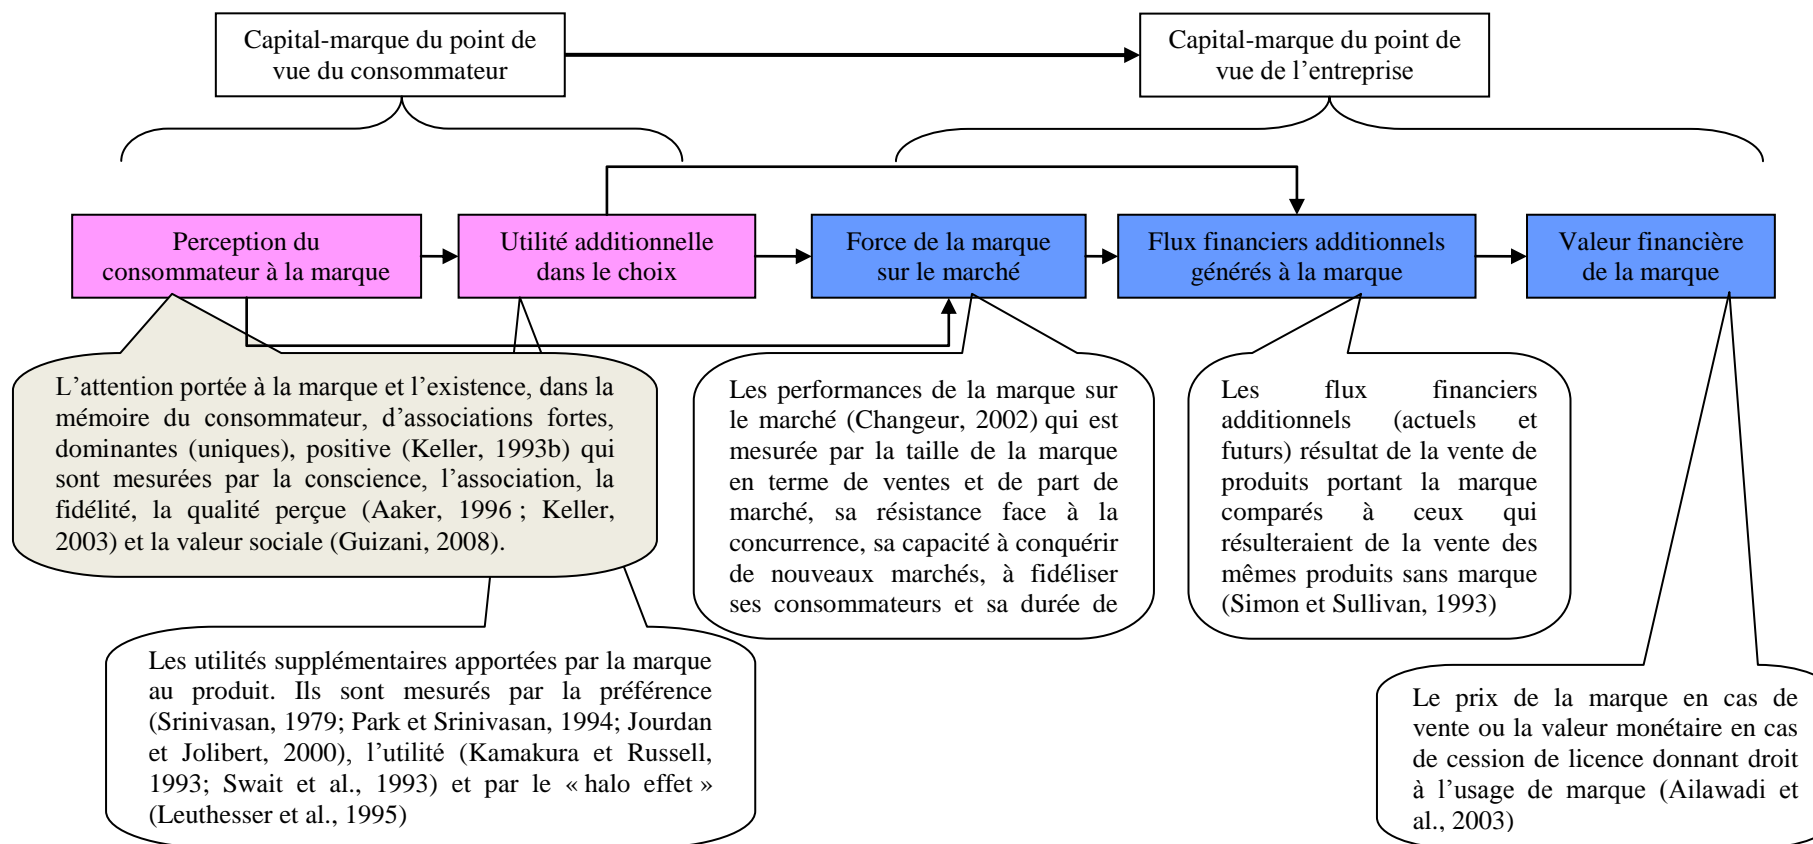 Capital-marque du point de
vue du consommateur
Capital-marque du point de
vue de l’entreprise
Perception du
consommateur à la marque
Utilité additionnelle
dans le choix
Force de la marque
sur le marché
Flux financiers additionnels
générés à la marque
Valeur financière
de la marque
L’attention portée à la marque et l’existence, dans la
mémoire du consommateur, d’associations fortes,
dominantes (uniques), positive (Keller, 1993b) qui
sont mesurées par la conscience, l’association, la
fidélité, la qualité perçue (Aaker, 1996 ; Keller,
2003) et la valeur sociale (Guizani, 2008).
Les performances de la marque sur
le marché (Changeur, 2002) qui est
mesurée par la taille de la marque
en terme de ventes et de part de
marché, sa résistance face à la
concurrence, sa capacité à conquérir
de nouveaux marchés, à fidéliser
ses consommateurs et sa durée de
Les flux financiers
additionnels (actuels et
futurs) résultat de la vente de
produits portant la marque
comparés à ceux qui
résulteraient de la vente des
mêmes produits sans marque
(Simon et Sullivan, 1993)
Les utilités supplémentaires apportées par la marque
au produit. Ils sont mesurés par la préférence
(Srinivasan, 1979; Park et Srinivasan, 1994; Jourdan
et Jolibert, 2000), l’utilité (Kamakura et Russell,
1993; Swait et al., 1993) et par le « halo effet »
(Leuthesser et al., 1995)
Le prix de la marque en cas de
vente ou la valeur monétaire en cas
de cession de licence donnant droit
à l’usage de marque (Ailawadi et
al., 2003)